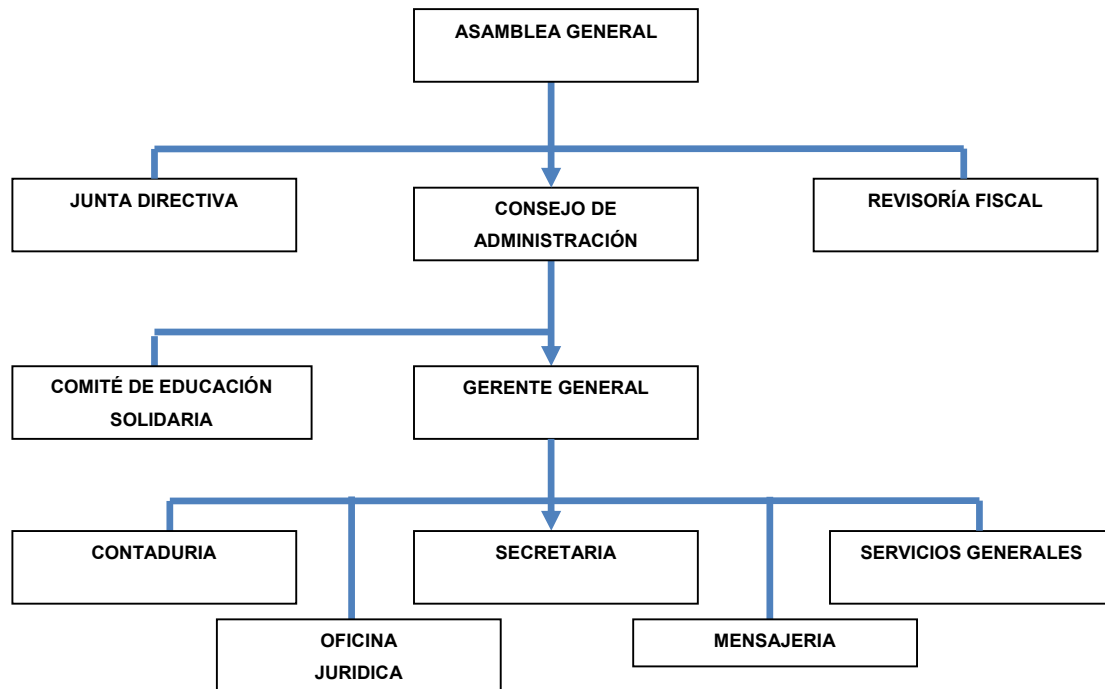 ASAMBLEA GENERAL
JUNTA DIRECTIVA
CONSEJO DE
ADMINISTRACIÓN
REVISORÍA FISCAL
COMITÉ DE EDUCACIÓN
SOLIDARIA
GERENTE GENERAL
CONTADURIA
SECRETARIA
SERVICIOS GENERALES
OFICINA
JURIDICA
MENSAJERIA